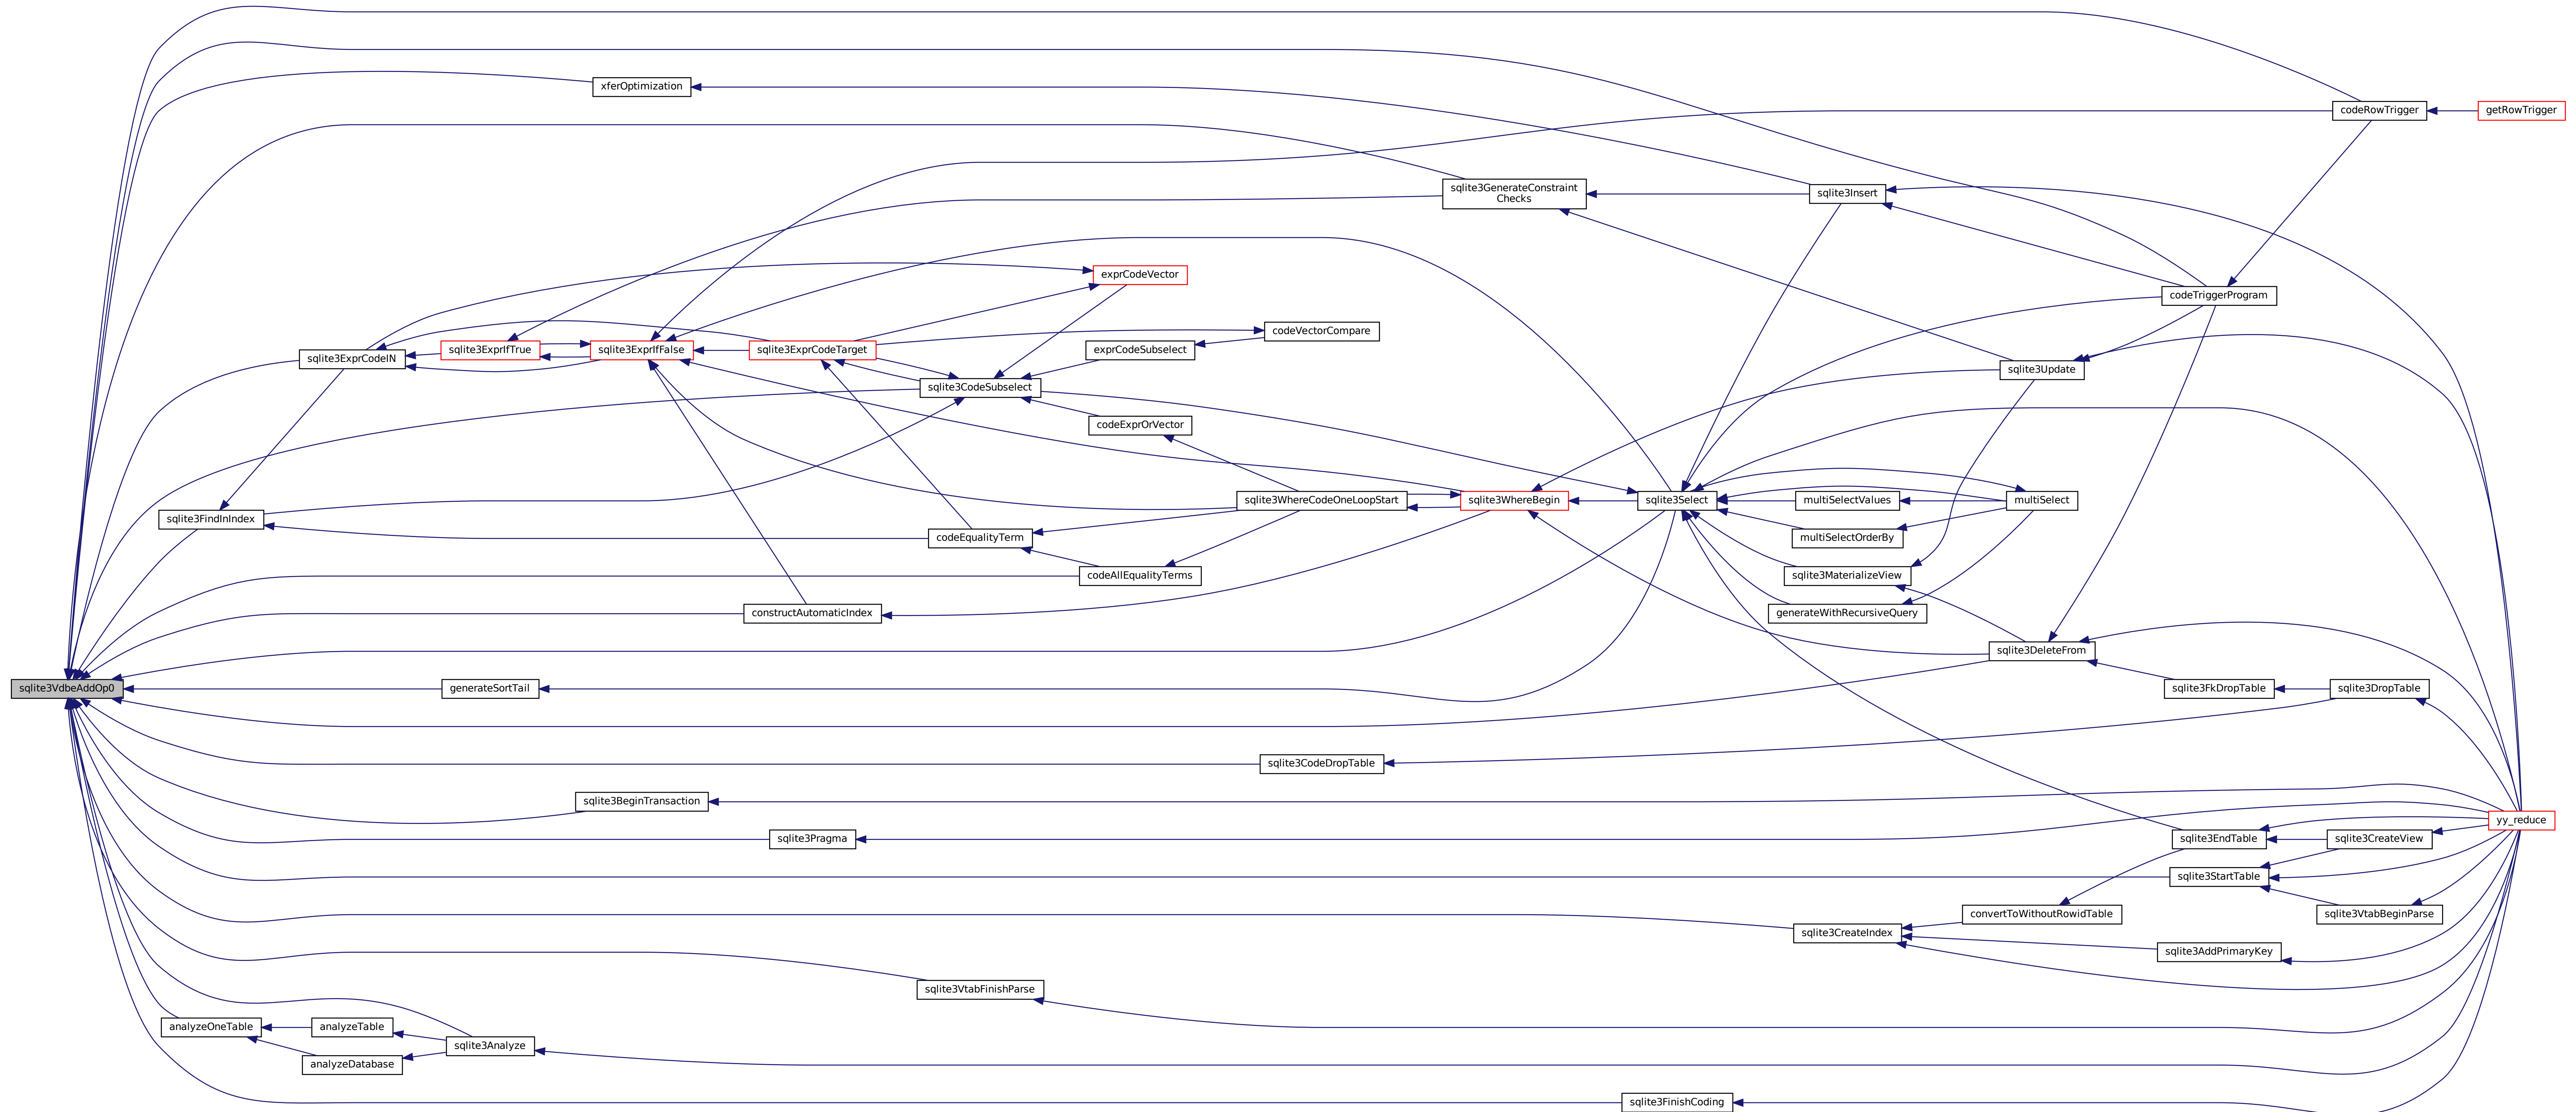 xferOptimization
codeRowTrigger
getRowTrigger
sqlite3GenerateConstraint
Checks
sqlite3Insert
exprCodeVector
codeTriggerProgram
codeVectorCompare
sqlite3ExprCodeIN
sqlite3ExprIfTrue
sqlite3ExprIfFalse
sqlite3ExprCodeTarget
exprCodeSubselect
sqlite3Update
sqlite3CodeSubselect
codeExprOrVector
sqlite3WhereCodeOneLoopStart
sqlite3WhereBegin
sqlite3Select
multiSelectValues
multiSelect
sqlite3FindInIndex
codeEqualityTerm
multiSelectOrderBy
codeAllEqualityTerms
sqlite3MaterializeView
constructAutomaticIndex
generateWithRecursiveQuery
sqlite3DeleteFrom
sqlite3VdbeAddOp0
generateSortTail
sqlite3FkDropTable
sqlite3DropTable
sqlite3CodeDropTable
sqlite3BeginTransaction
yy_reduce
sqlite3Pragma
sqlite3EndTable
sqlite3CreateView
sqlite3StartTable
convertToWithoutRowidTable
sqlite3VtabBeginParse
sqlite3CreateIndex
sqlite3AddPrimaryKey
sqlite3VtabFinishParse
analyzeOneTable
analyzeTable
sqlite3Analyze
analyzeDatabase
sqlite3FinishCoding